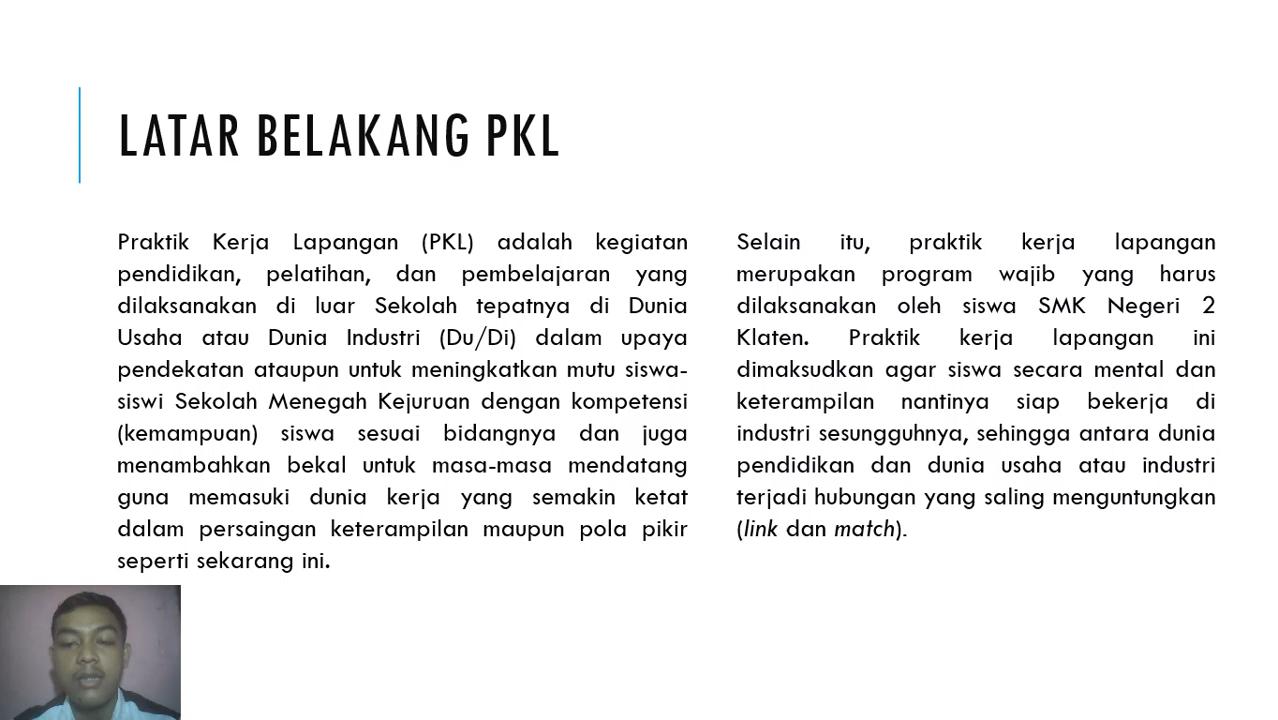 LATAR BELAKANG PKL
Praktik Kerja Lapangan (PKL) adalah kegiatan
pendidikan, pelatihan, dan pembelajaran yang
dilaksanakan di luar Sekolah tepatnya di Dunia
Usaha atau Dunia Industri (Du/Di) dalam upaya
pendekatan ataupun untuk meningkatkan mutu siswa-
siswi Sekolah Menegah Kejuruan dengan kompetensi
(kemampuan) siswa sesuai bidangnya dan juga
menambahkan bekal untuk masa-masa mendatang
guna memasuki dunia kerja yang semakin ketat
dalam persaingan keterampilan maupun pola pikir
seperti sekarang ini.
Selain itu, praktik kerja lapangan
merupakan program wajib yang harus
dilaksanakan oleh siswa SMK Negeri 2
Klaten. Praktik kerja lapangan ini
dimaksudkan agar siswa secara mental dan
keterampilan nantinya siap bekerja di
industri sesungguhnya, sehingga antara dunia
pendidikan dan dunia usaha atau industri
terjadi hubungan yang saling menguntungkan
(link dan match).